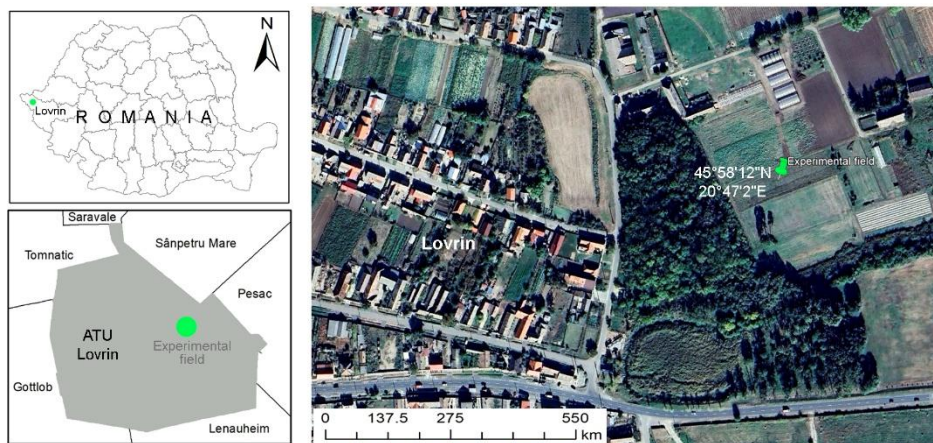 N
Lovrin
ROMANIA
Saravale
Tomnatic
Sânpetru Mare
Pesac
ATU
Lovrin
Experimental
field
Gottlob
Lenauheim
Experimental field
45°58'12"N
20°47'2"E
Lovrin
0 137.5 275 550
km